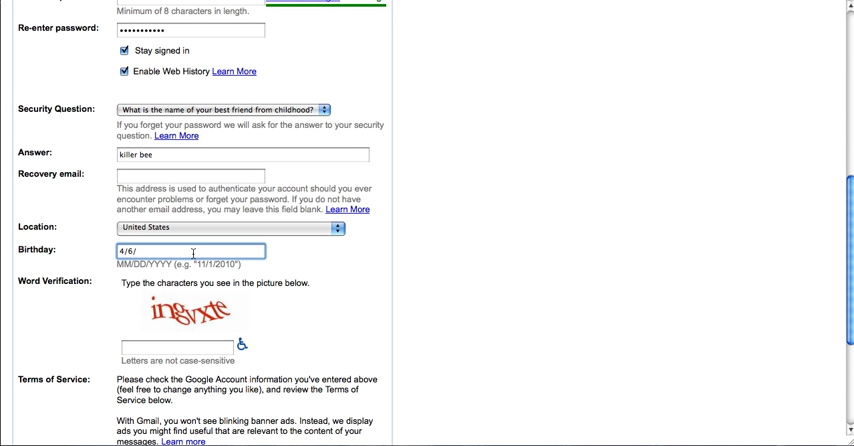 Minimum of 8 characters in length.
Re-enter password: •••••••••••
Stay signed in
Enable Web History Learn More
Security Question: What is the name of your best friend from childhood?
If you forget your password we will ask for the answer to your security
question. Learn More
Answer: killer bee
Recovery email:
This address is used to authenticate your account should you ever
encounter problems or forget your password. If you do not have
another email address, you may leave this field blank. Learn More
Location: United States
Birthday: 4/6/
MM/DD/YYYY (e.g. "11/1/2010")
Word Verification: Type the characters you see in the picture below.
ingvxte
Letters are not case-sensitive
Terms of Service: Please check the Google Account information you've entered above
(feel free to change anything you like), and review the Terms of
Service below.
With Gmail, you won't see blinking banner ads. Instead, we display
ads you might find useful that are relevant to the content of your
messages. Learn more